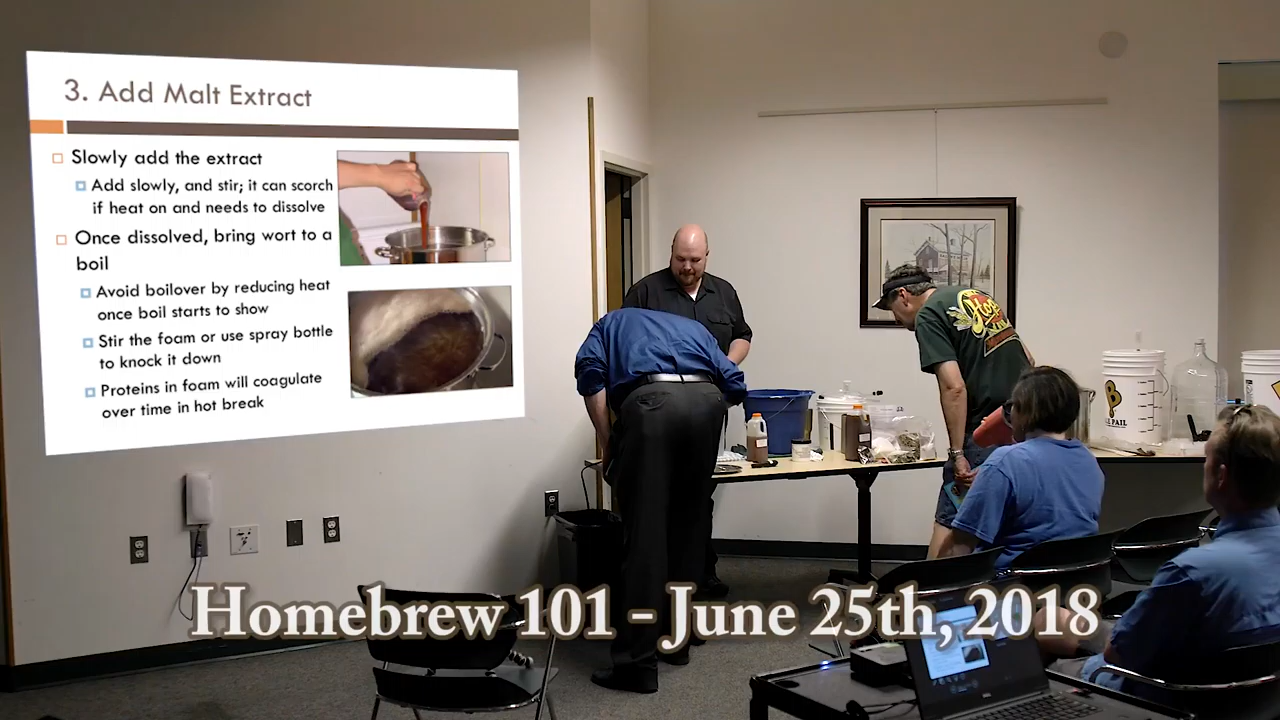 3. Add Malt Extract
Slowly add the extract
Add slowly, and stir; it can scorch
if heat on and needs to dissolve
Once dissolved, bring wort to a
boil
Avoid boilover by reducing heat
once boil starts to show
Stir the foam or use spray bottle
to knock it down
Proteins in foam will coagulate
over time in hot break
Hop
PAIL
Homebrew 101 - June 25th, 2018